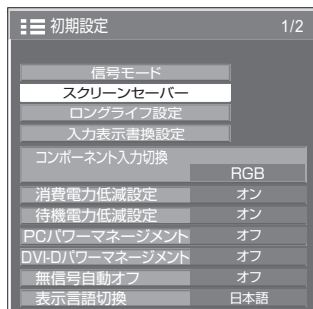 初期設定 1/2
信号モード
スクリーンセーバー
ロングライフ設定
入力表示書換設定
コンポーネント入力切換
RGB
消費電力低減設定 オン
待機電力低減設定 オン
PCパワーマネージメント オフ
DVI-Dパワーマネージメント オフ
無信号自動オフ オフ
表示言語切換 日本語